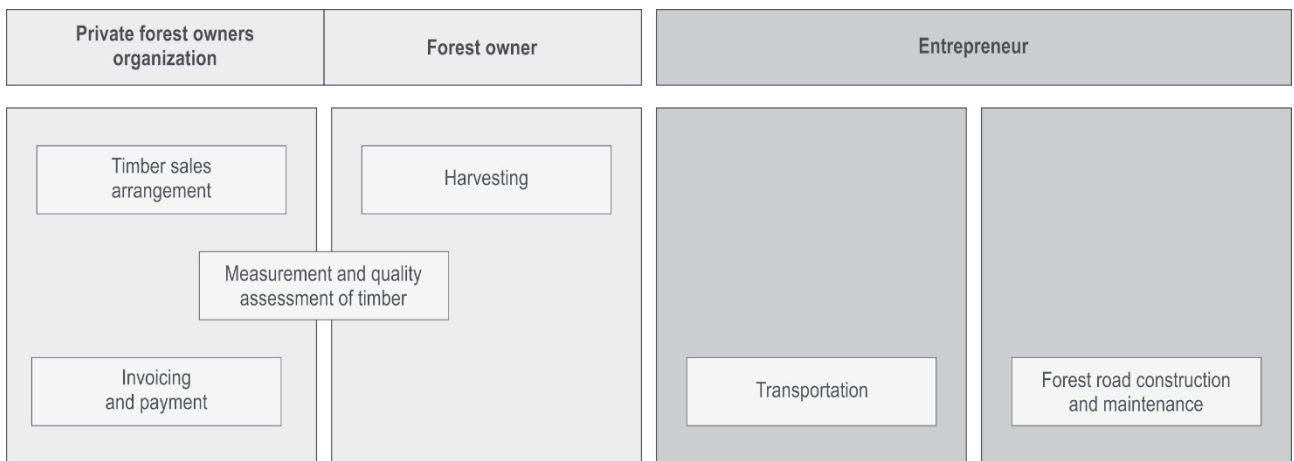 Private forest owners
organization
Forest owner
Entrepreneur
Timber sales
arrangement
Harvesting
Measurement and quality
assessment of timber
Invoicing
and payment
Transportation
Forest road construction
and maintenance